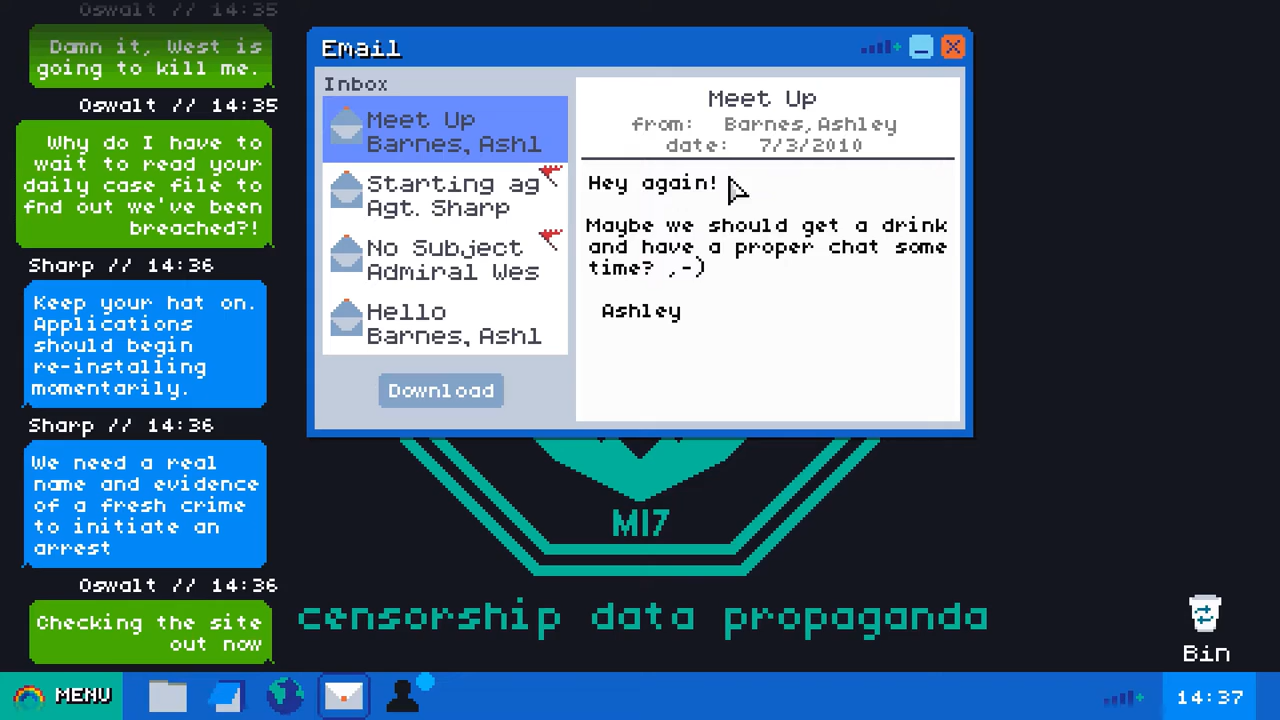 Oswalt // 14:35
Damn it, West is
going to kill me.
Oswalt // 14:35
Why do I have to
wait to read your
daily case file to
fnd out we've been
breached?!
Sharp // 14:36
Keep your hat on.
Applications
should begin
re-installing
momentarily.
Sharp // 14:36
We need a real
name and evidence
of a fresh crime
to initiate an
arrest
Oswalt // 14:36
Checking the site
out now
Email
Inbox
Meet Up
Barnes, Ashl
Starting ag
Agt. Sharp
No Subject
Admiral Wes
Hello
Barnes, Ashl
Download
Meet Up
from: Barnes, Ashley
date: 7/3/2010
Hey again!
Maybe we should get a drink
and have a proper chat some
time? ,-)
Ashley
MI7
censorship data propaganda
Bin
MENU
14:37